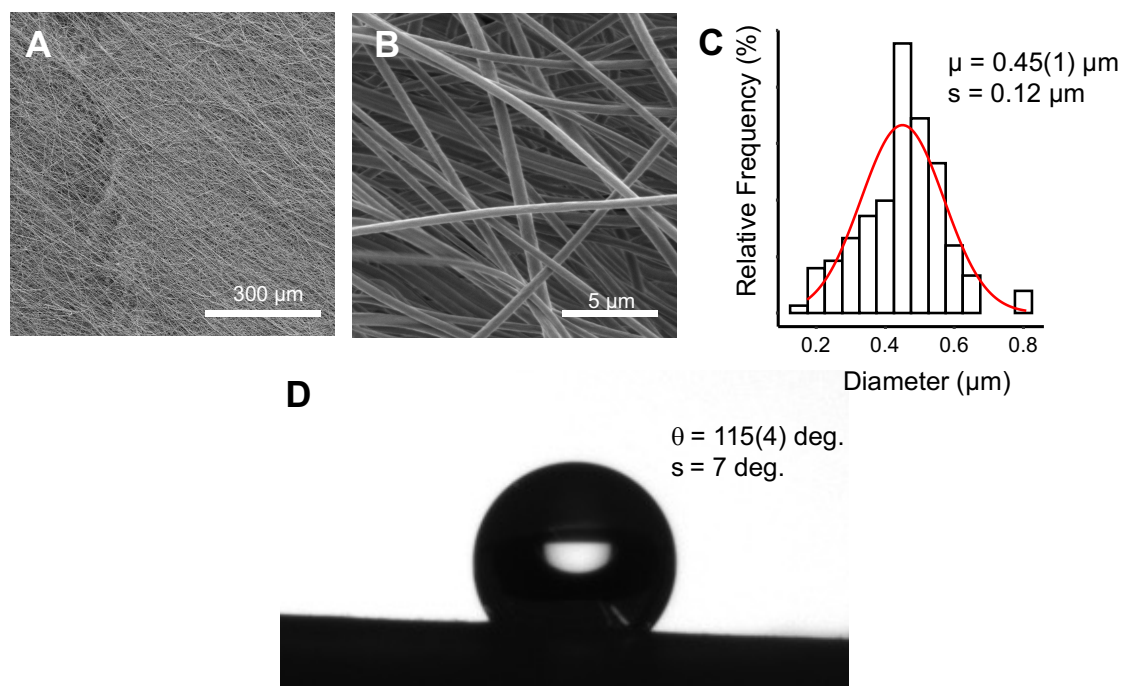 A
300 µm
B
5 µm
C
Relative Frequency (%)
µ = 0.45(1) µm
s = 0.12 µm
0.2 0.4 0.6 0.8
Diameter (µm)
D
θ = 115(4) deg.
s = 7 deg.